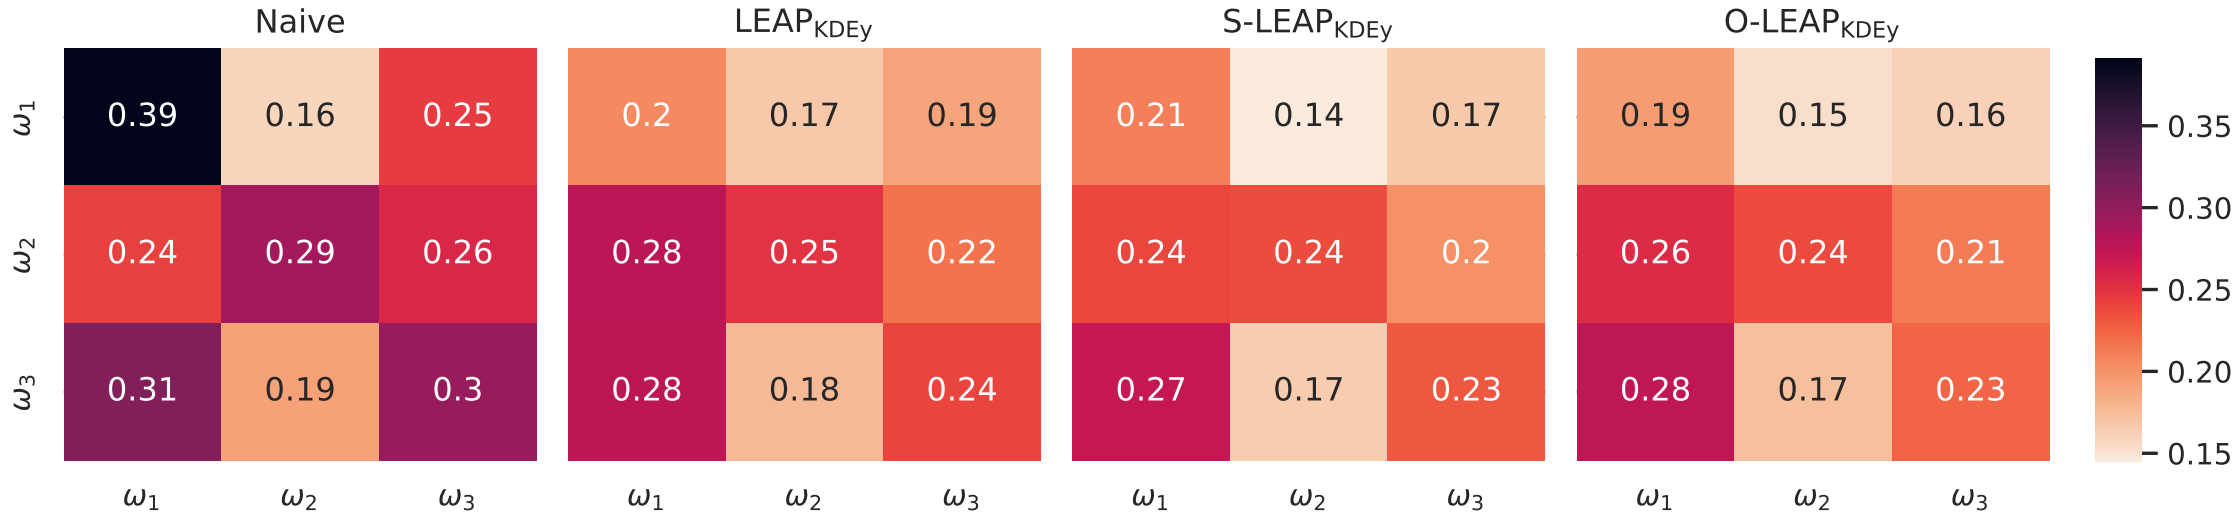 Naive LEAP_KDEy S-LEAP_KDEy O-LEAP_KDEy
ω₁ 0.39 0.16 0.25 0.2 0.17 0.19 0.21 0.14 0.17 0.19 0.15 0.16
ω₂ 0.24 0.29 0.26 0.28 0.25 0.22 0.24 0.24 0.2 0.26 0.24 0.21
ω₃ 0.31 0.19 0.3 0.28 0.18 0.24 0.27 0.17 0.23 0.28 0.17 0.23
ω₁ ω₂ ω₃ ω₁ ω₂ ω₃ ω₁ ω₂ ω₃ ω₁ ω₂ ω₃
0.35
0.30
0.25
0.20
0.15